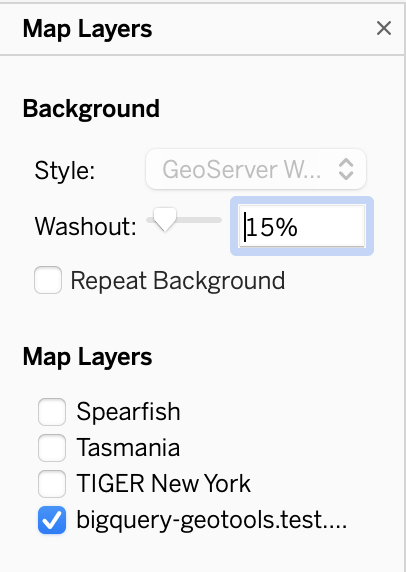 Map Layers
Background
Style: GeoServer W...
Washout: 15%
Repeat Background
Map Layers
Spearfish
Tasmania
TIGER New York
bigquery-geotools.test....